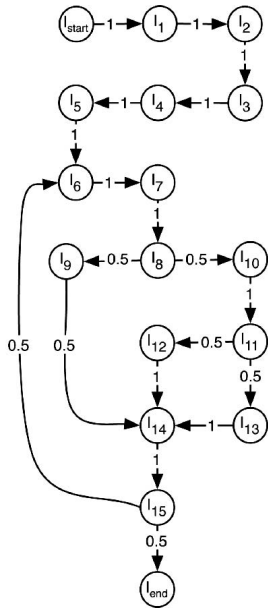 I_start 1 I_1 1 I_2
1
I_5 1 I_4 1 I_3
1
I_6 1 I_7
1
I_9 0.5 I_8 0.5 I_10
1
0.5 0.5 I_12 0.5 I_11
1 0.5
I_14 1 I_13
1
I_15
0.5
I_end